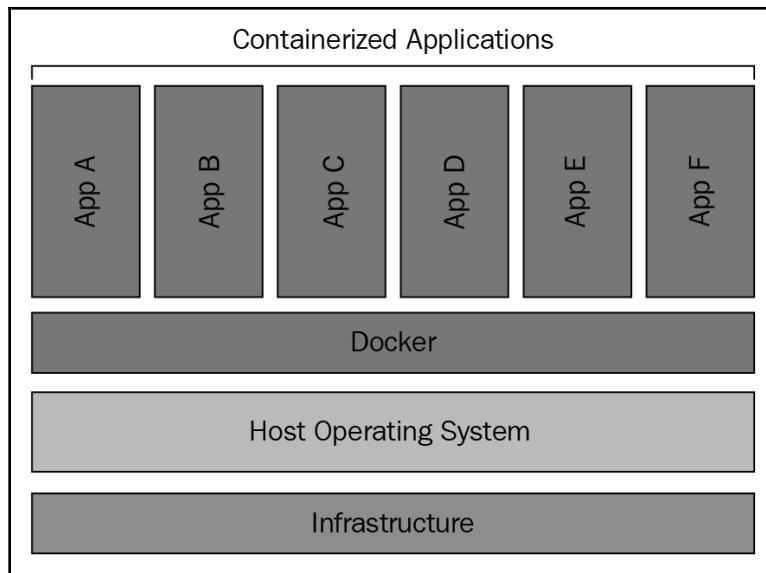 Containerized Applications
App A
App B
App C
App D
App E
App F
Docker
Host Operating System
Infrastructure